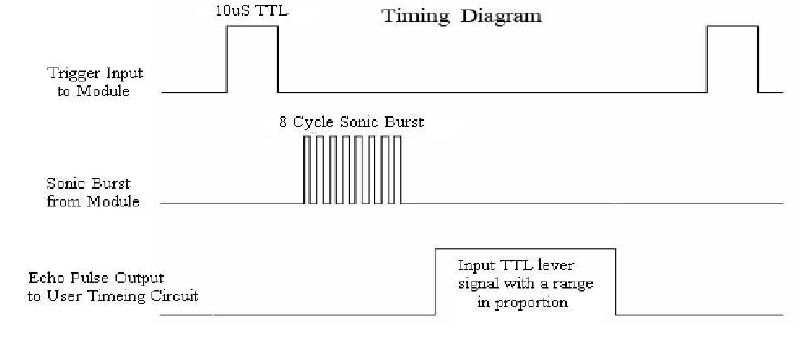 10uS TTL
Timing Diagram
Trigger Input
to Module
8 Cycle Sonic Burst
Sonic Burst
from Module
Echo Pulse Output
to User Timeing Circuit
Input TTL lever
signal with a range
in proportion